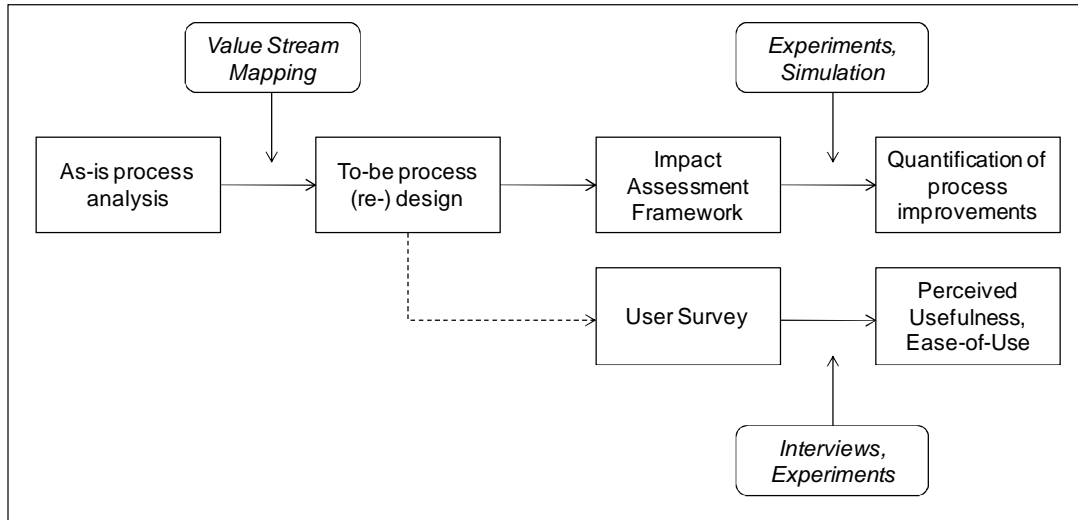 Value Stream
Mapping
Experiments,
Simulation
As-is process
analysis
To-be process
(re-) design
Impact
Assessment
Framework
Quantification of
process
improvements
User Survey
Perceived
Usefulness,
Ease-of-Use
Interviews,
Experiments